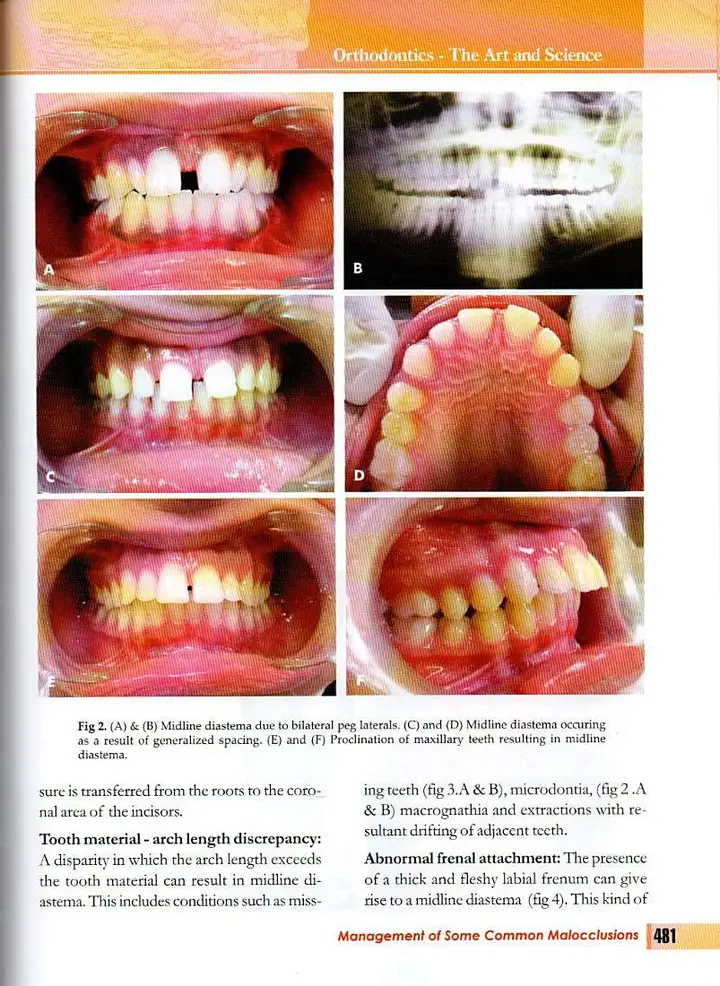 Orthodontics - The Art and Science
A
B
C
D
E
F
Fig 2. (A) & (B) Midline diastema due to bilateral peg laterals. (C) and (D) Midline diastema occuring
as a result of generalized spacing. (E) and (F) Proclination of maxillary teeth resulting in midline
diastema.
sure is transferred from the roots to the coro-
nal area of the incisors.
Tooth material - arch length discrepancy:
A disparity in which the arch length exceeds
the tooth material can result in midline di-
astema. This includes conditions such as miss-
ing teeth (fig 3.A & B), microdontia, (fig 2 .A
& B) macrognathia and extractions with re-
sultant drifting of adjacent teeth.
Abnormal frenal attachment: The presence
of a thick and fleshy labial frenum can give
rise to a midline diastema (fig 4). This kind of
Management of Some Common Malocclusions 481